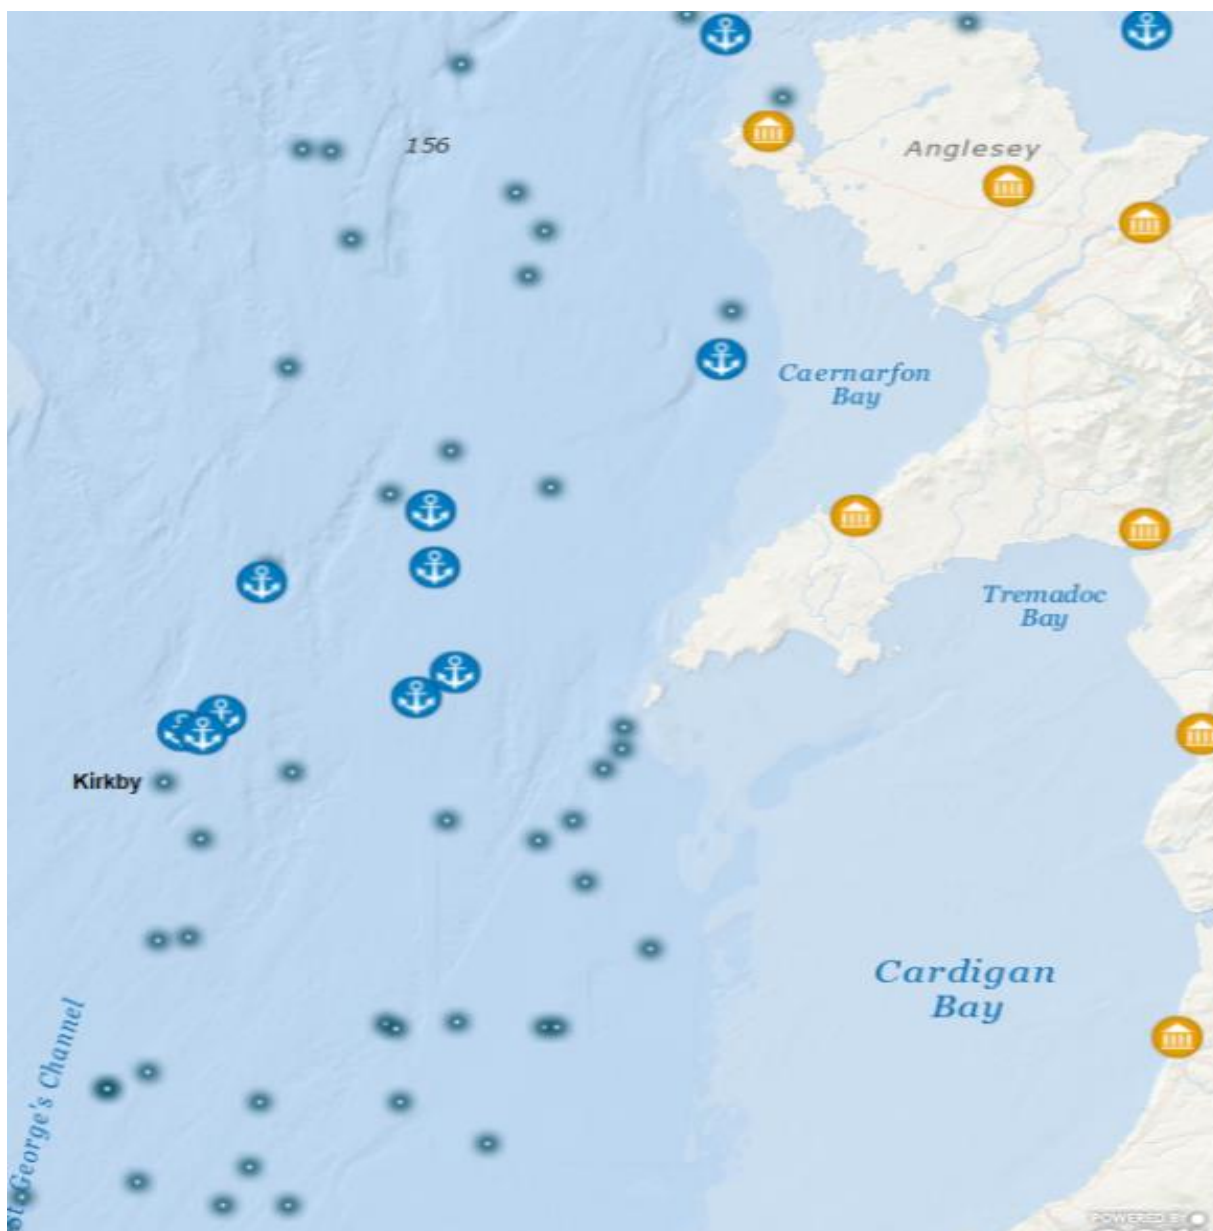 156
Anglesey
Caernarfon
Bay
Tremadoc
Bay
Kirkby
Cardigan
Bay
St George's Channel
POWERED BY